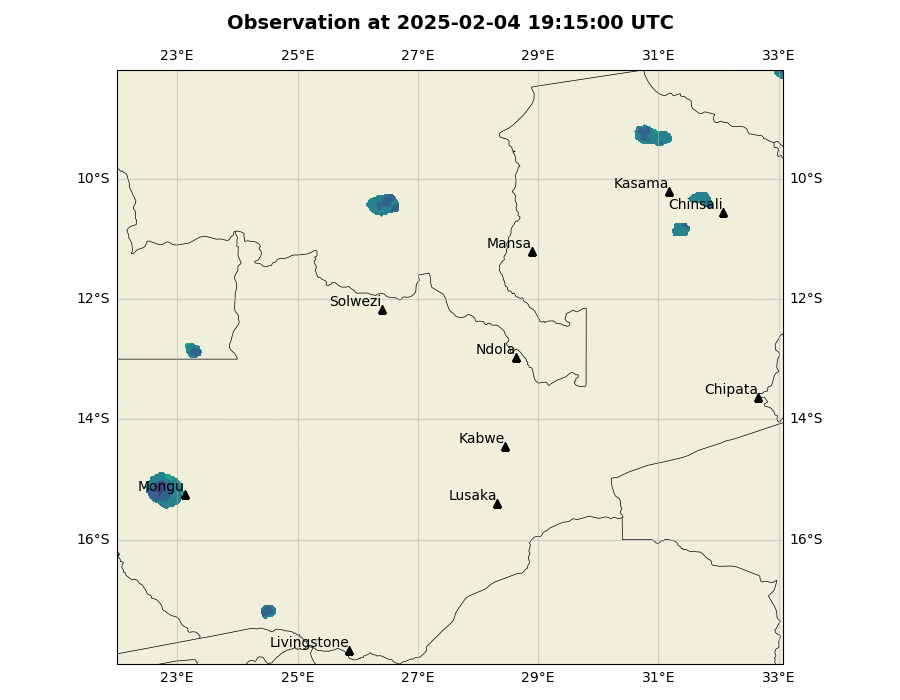 Observation at 2025-02-04 19:15:00 UTC
23°E 25°E 27°E 29°E 31°E 33°E
10°S 10°S
Kasama
Chinsali
Mansa
12°S 12°S
Solwezi
Ndola
Chipata
14°S 14°S
Kabwe
Mongu
Lusaka
16°S 16°S
Livingstone
23°E 25°E 27°E 29°E 31°E 33°E